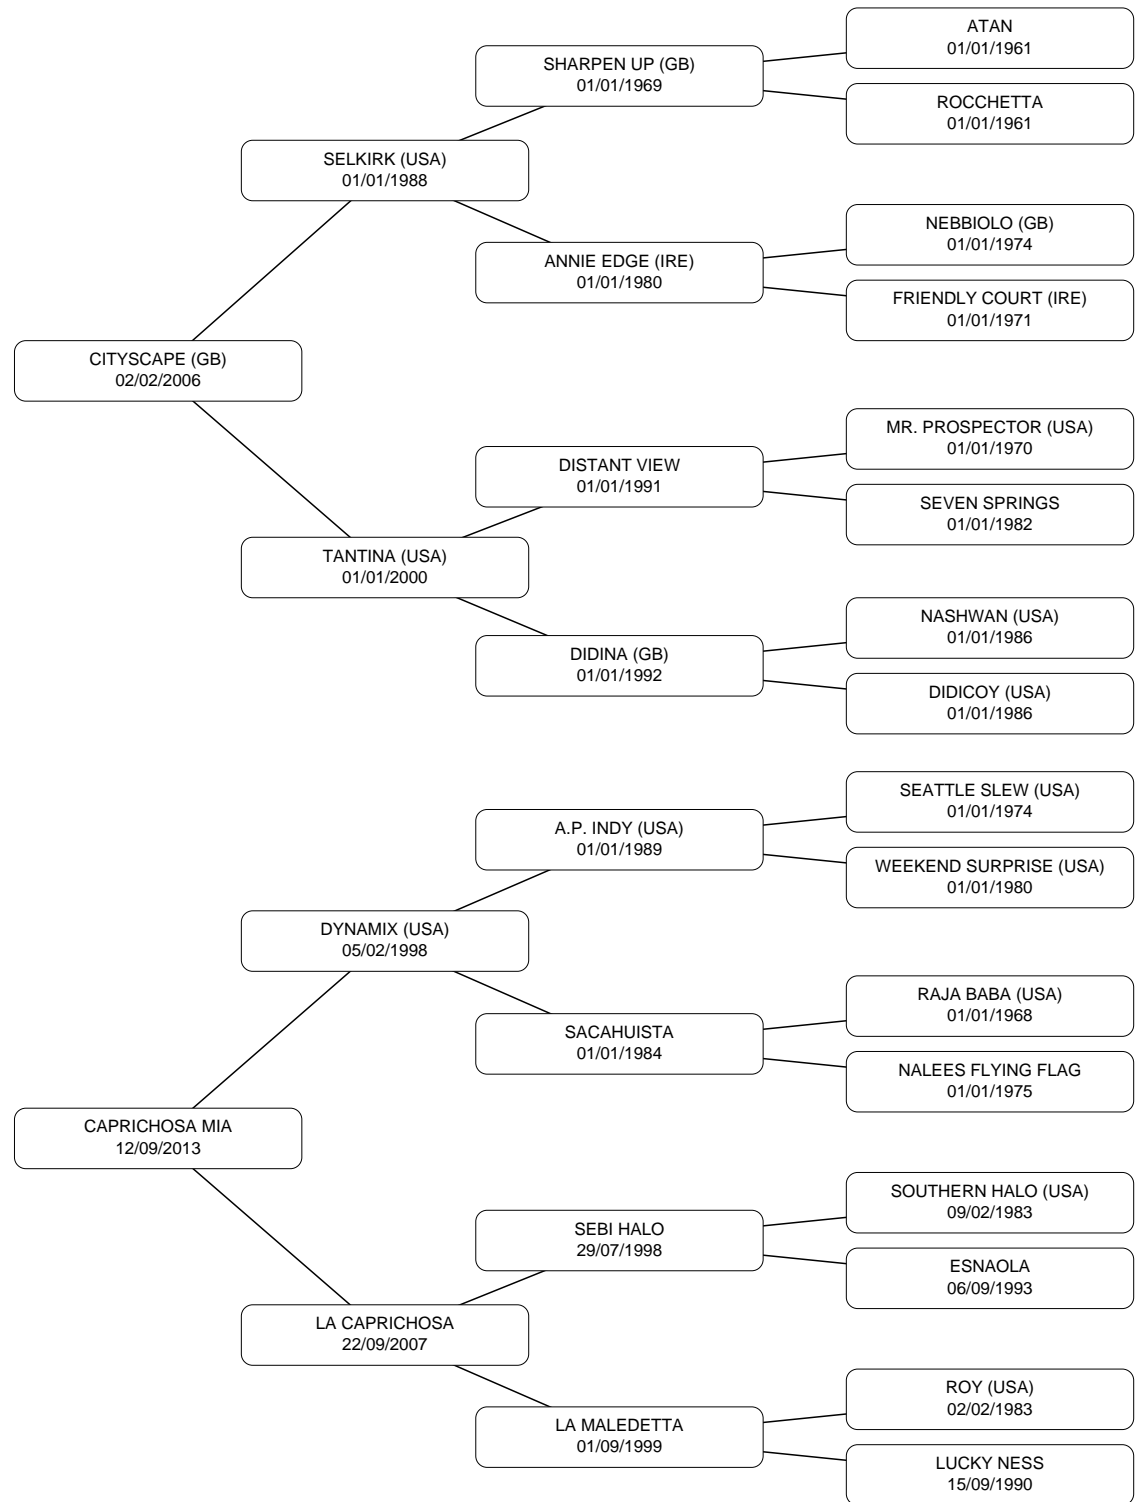 ATAN
01/01/1961
SHARPEN UP (GB)
01/01/1969
ROCCHETTA
01/01/1961
SELKIRK (USA)
01/01/1988
NEBBIOLO (GB)
01/01/1974
ANNIE EDGE (IRE)
01/01/1980
FRIENDLY COURT (IRE)
01/01/1971
CITYSCAPE (GB)
02/02/2006
MR. PROSPECTOR (USA)
01/01/1970
DISTANT VIEW
01/01/1991
SEVEN SPRINGS
01/01/1982
TANTINA (USA)
01/01/2000
NASHWAN (USA)
01/01/1986
DIDINA (GB)
01/01/1992
DIDICOY (USA)
01/01/1986
SEATTLE SLEW (USA)
01/01/1974
A.P. INDY (USA)
01/01/1989
WEEKEND SURPRISE (USA)
01/01/1980
DYNAMIX (USA)
05/02/1998
RAJA BABA (USA)
01/01/1968
SACAHUISTA
01/01/1984
NALEES FLYING FLAG
01/01/1975
CAPRICHOSA MIA
12/09/2013
SOUTHERN HALO (USA)
09/02/1983
SEBI HALO
29/07/1998
ESNAOLA
06/09/1993
LA CAPRICHOSA
22/09/2007
ROY (USA)
02/02/1983
LA MALEDETTA
01/09/1999
LUCKY NESS
15/09/1990